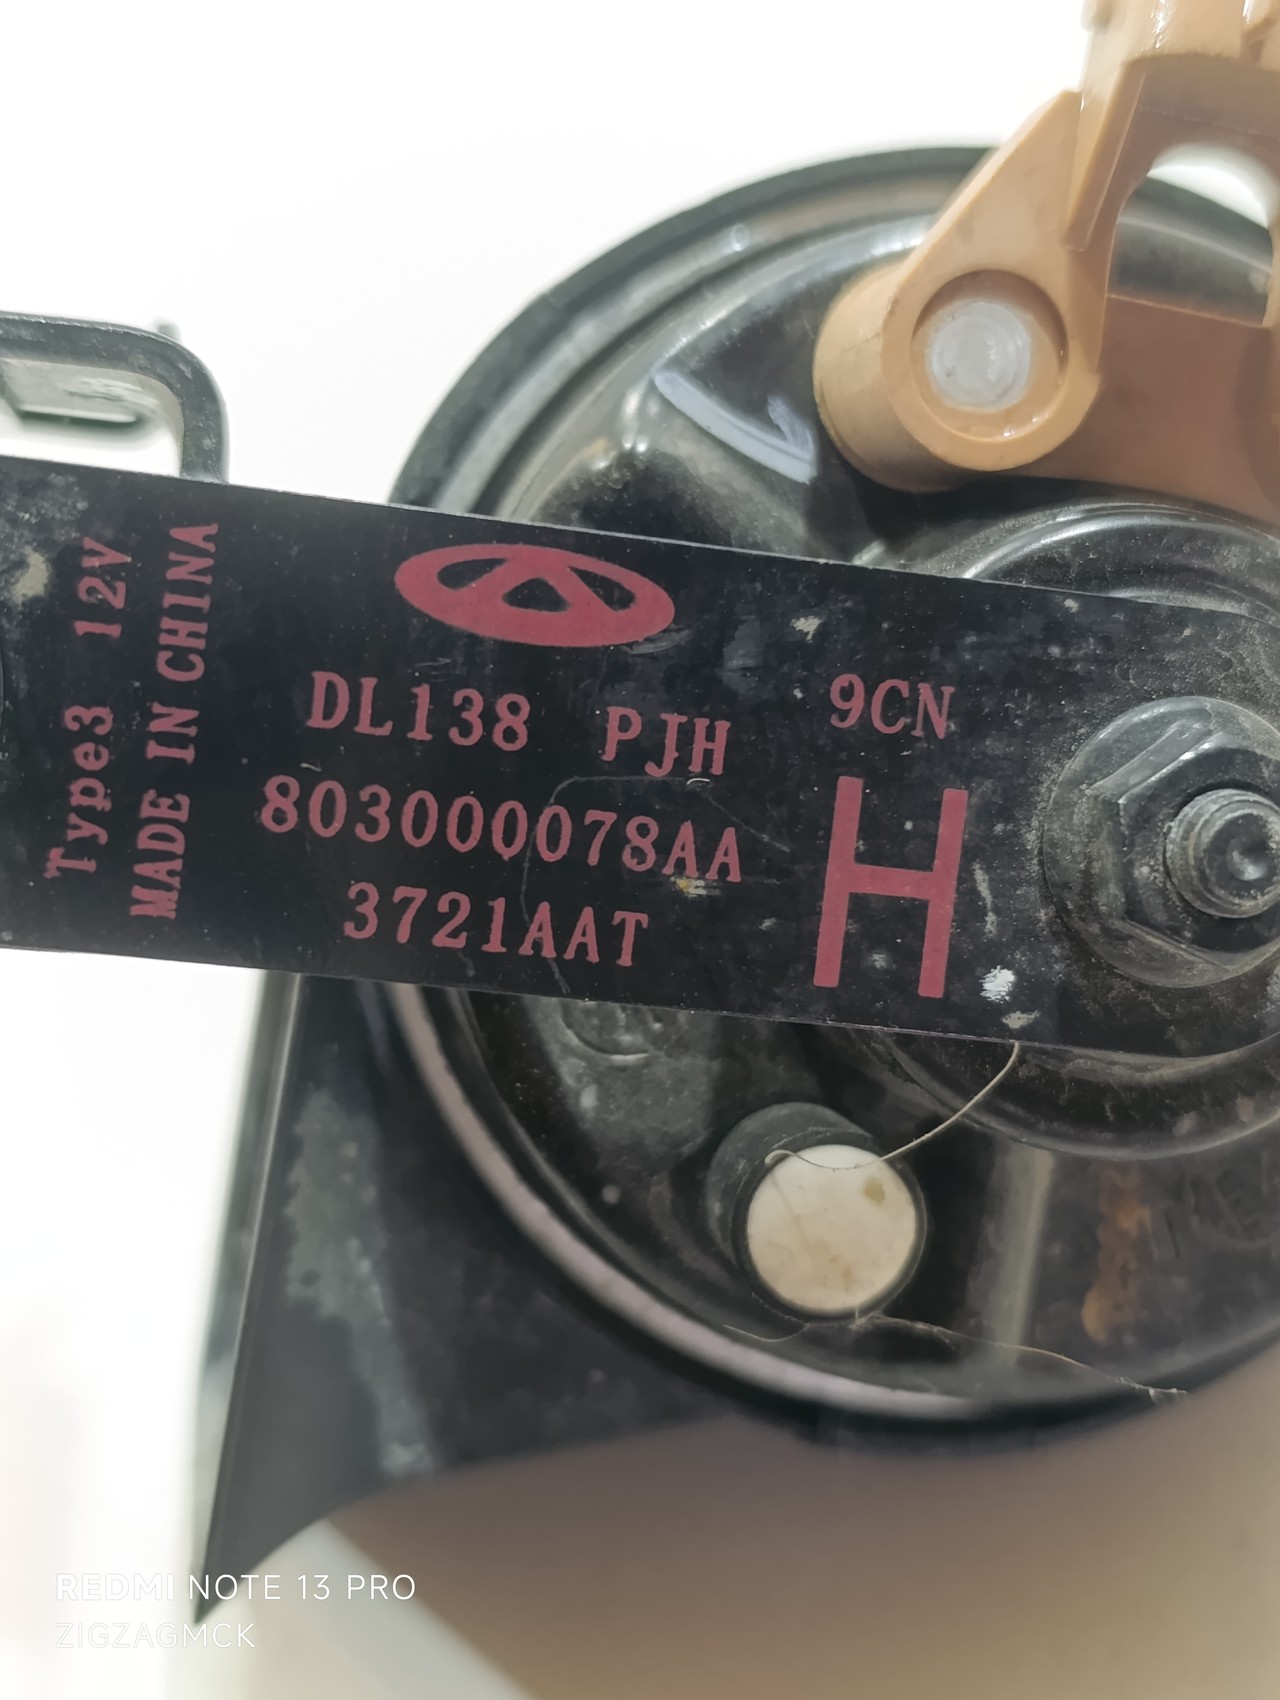 Type3 12V
MADE IN CHINA
DL138 PJH
803000078AA
3721AAT
9CN
H
REDMI NOTE 13 PRO
ZIGZAGMCK